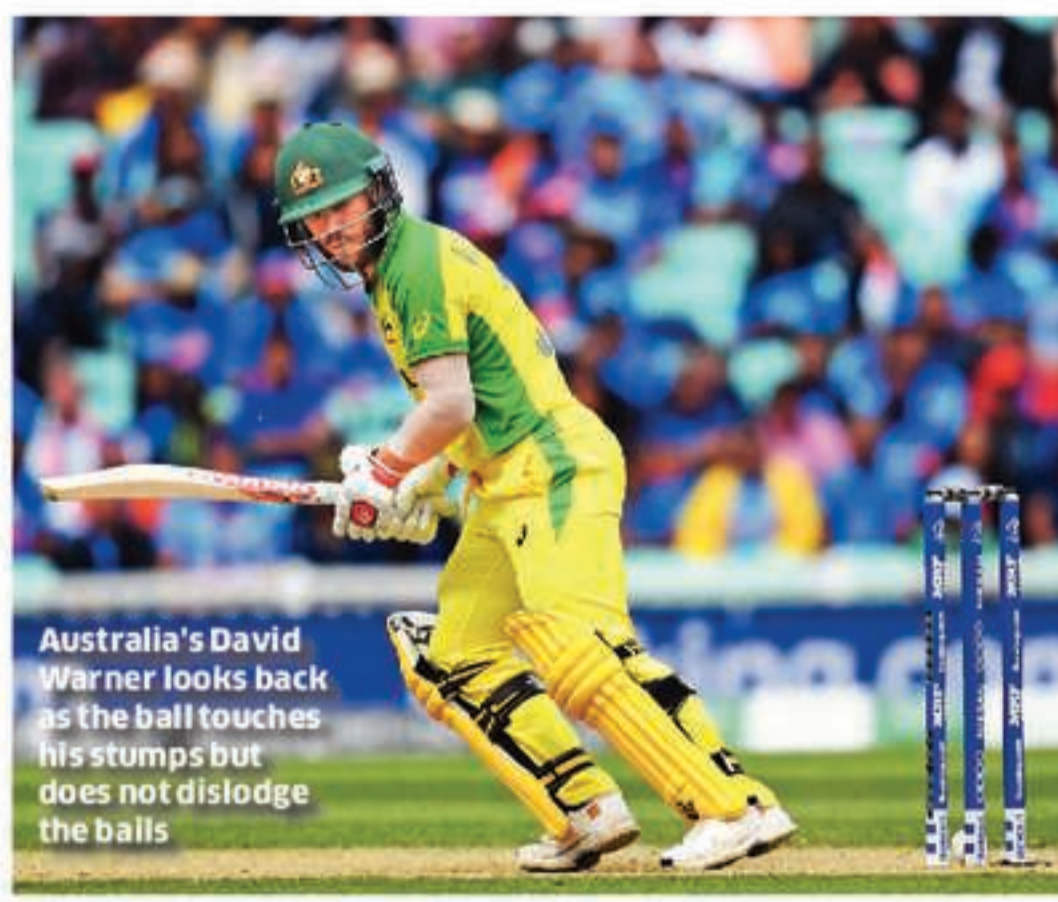 Australia's David
Warner looks back
as the ball touches
his stumps but
does not dislodge
the bails